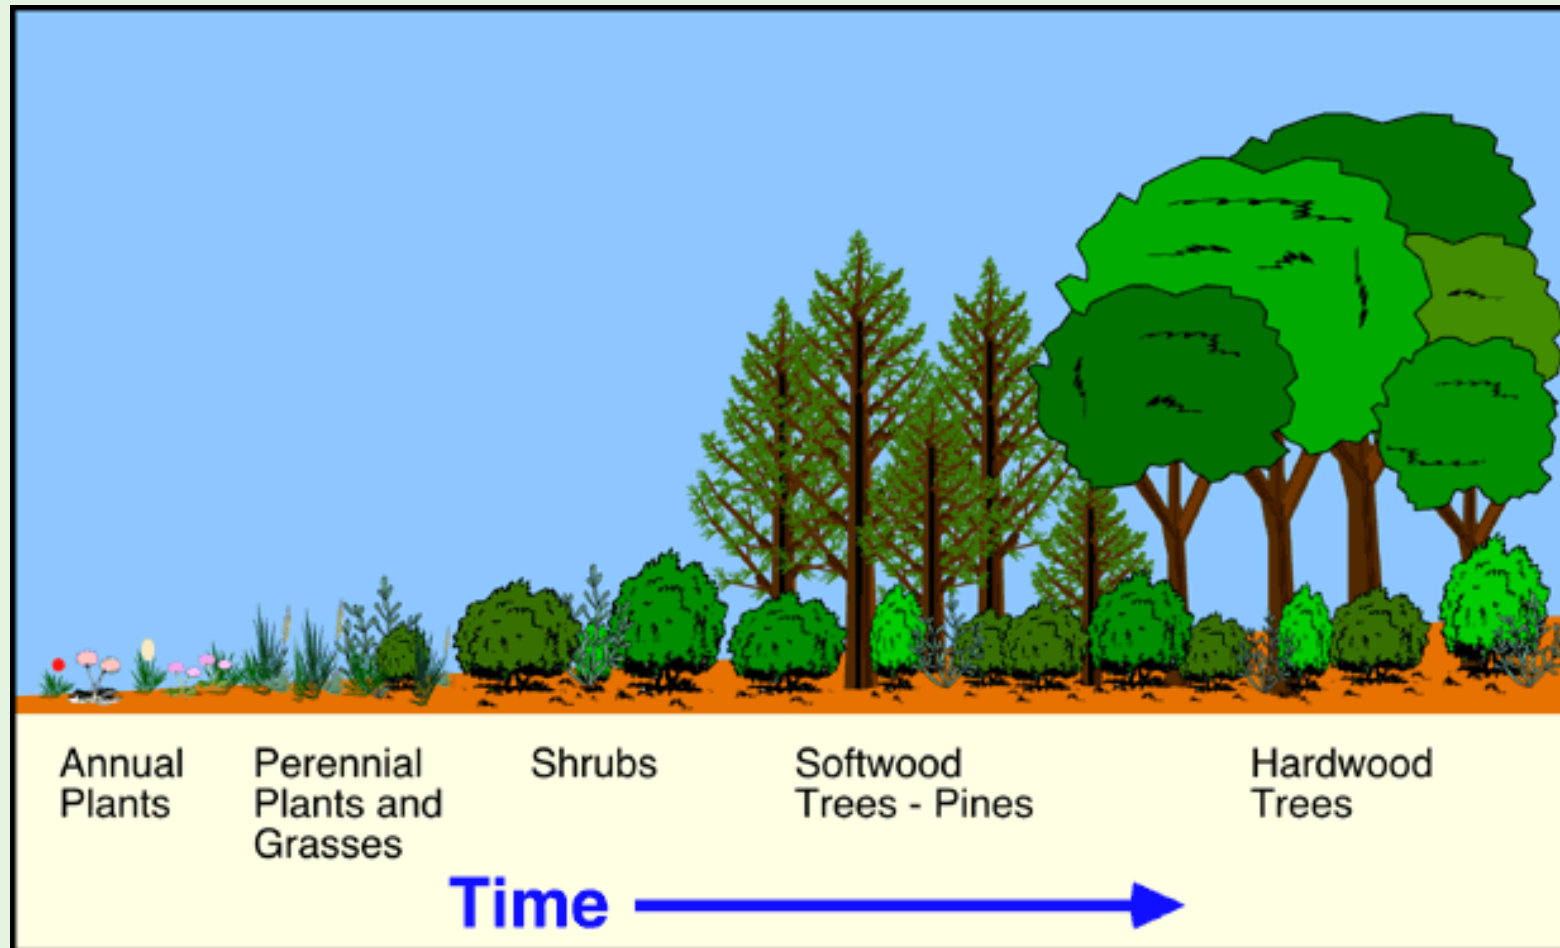 Annual
Plants
Perennial
Plants and
Grasses
Shrubs
Softwood
Trees - Pines
Hardwood
Trees
Time